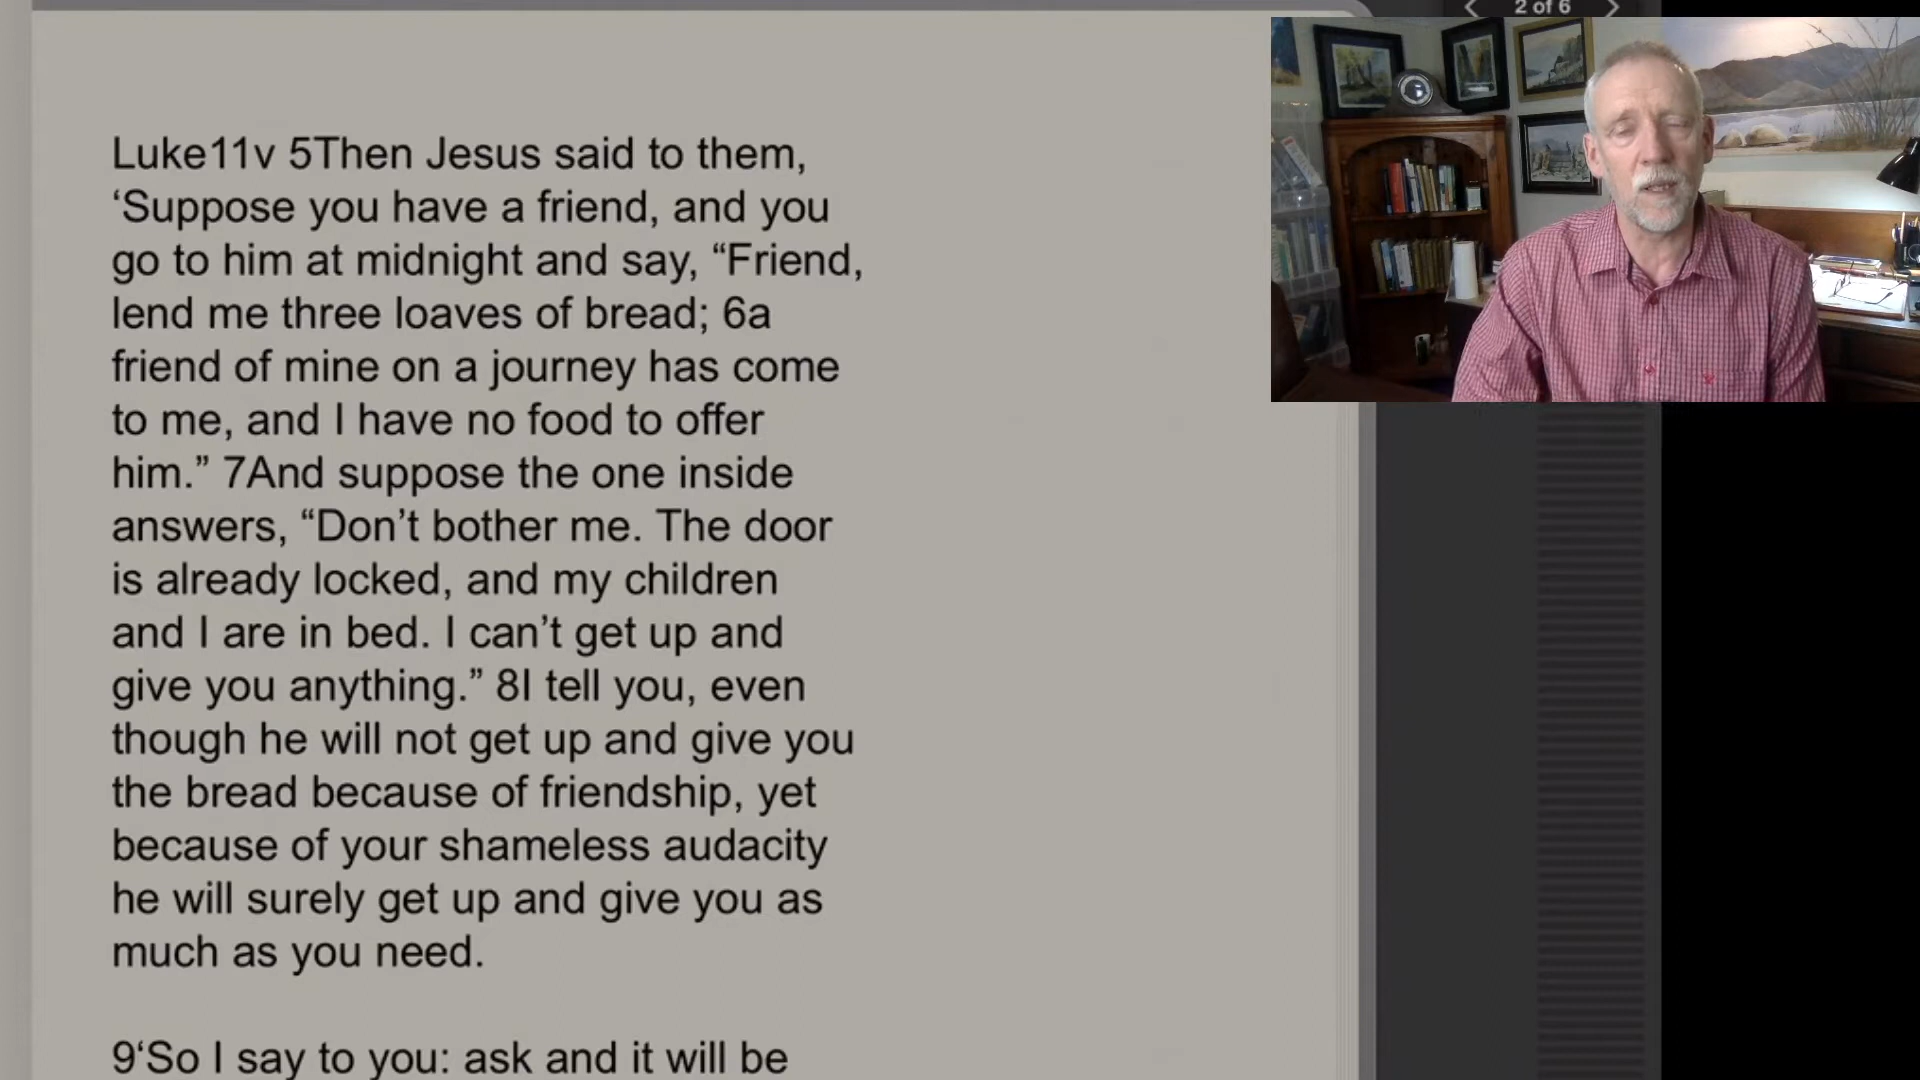 2 of 6
Luke11v 5Then Jesus said to them,
‘Suppose you have a friend, and you
go to him at midnight and say, “Friend,
lend me three loaves of bread; 6a
friend of mine on a journey has come
to me, and I have no food to offer
him.” 7And suppose the one inside
answers, “Don’t bother me. The door
is already locked, and my children
and I are in bed. I can’t get up and
give you anything.” 8I tell you, even
though he will not get up and give you
the bread because of friendship, yet
because of your shameless audacity
he will surely get up and give you as
much as you need.
9‘So I say to you: ask and it will be